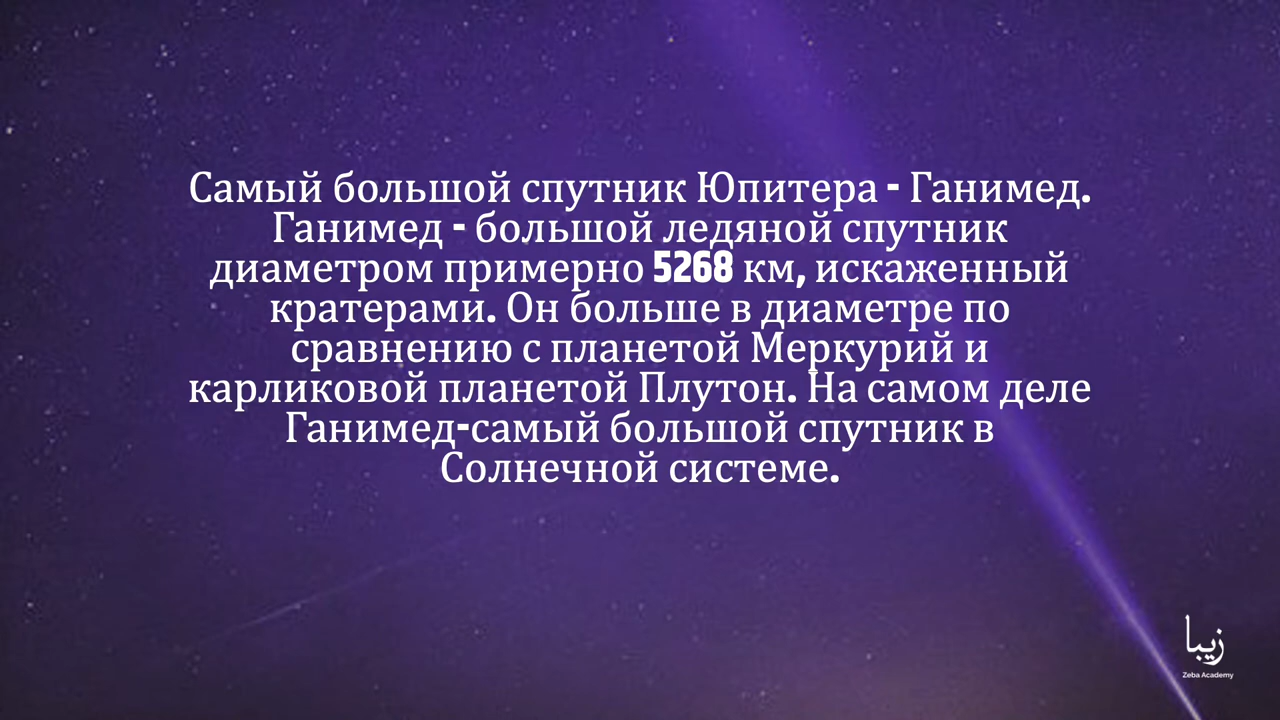 Самый большой спутник Юпитера - Ганимед.
Ганимед - большой ледяной спутник
диаметром примерно 5268 км, искаженный
кратерами. Он больше в диаметре по
сравнению с планетой Меркурий и
карликовой планетой Плутон. На самом деле
Ганимед-самый большой спутник в
Солнечной системе.
زيبا
Zeba Academy